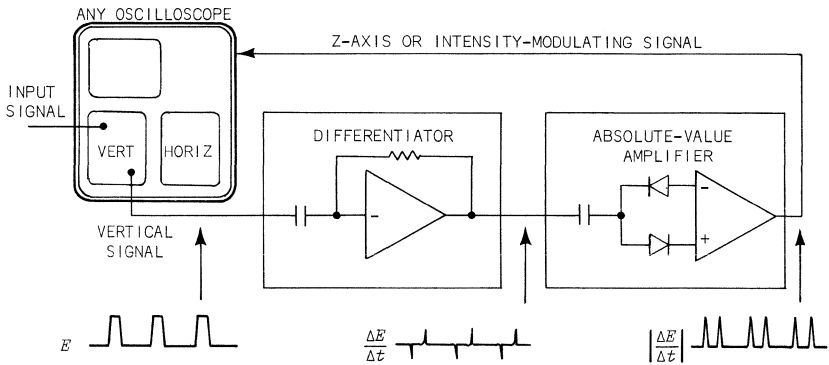 ANY OSCILLOSCOPE
Z-AXIS OR INTENSITY-MODULATING SIGNAL
INPUT
SIGNAL
VERT
HORIZ
DIFFERENTIATOR
-
ABSOLUTE-VALUE
AMPLIFIER
-
+
VERTICAL
SIGNAL
E
ΔE
Δt
|ΔE
Δt|